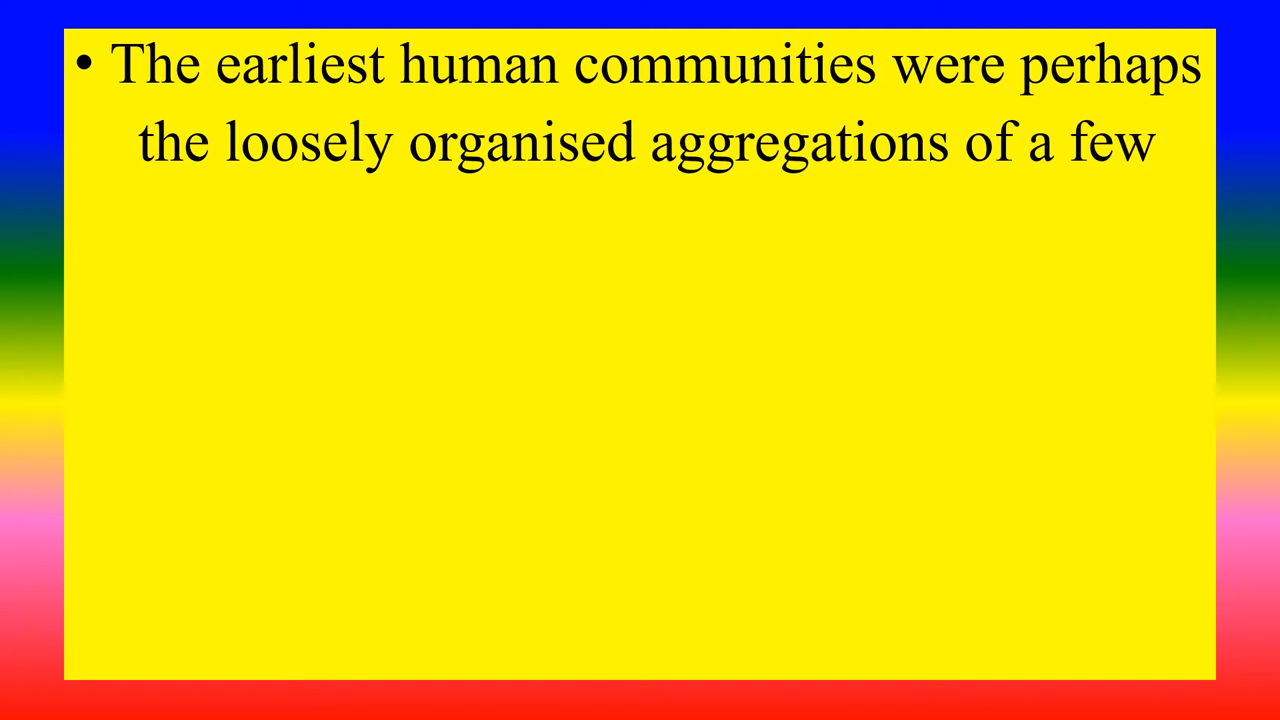 • The earliest human communities were perhaps
the loosely organised aggregations of a few